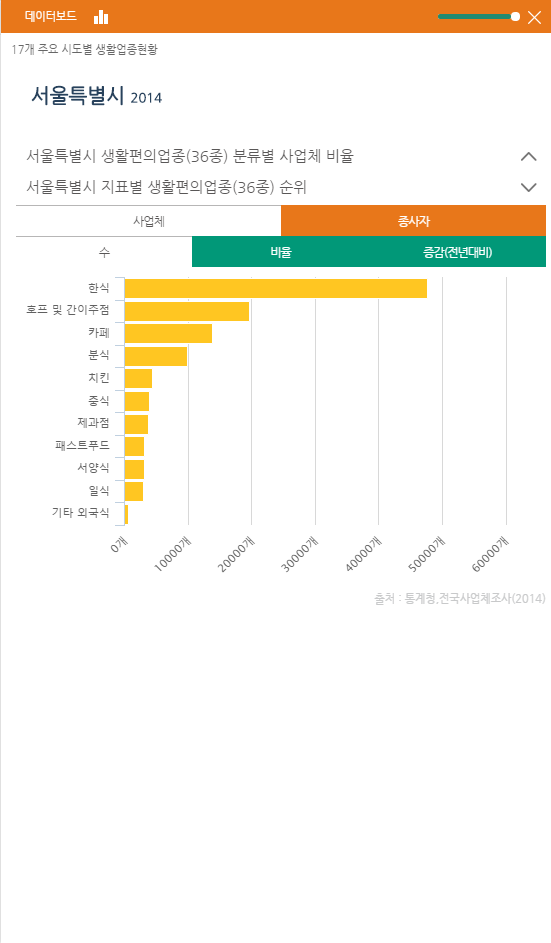 데이터보드
17개 주요 시도별 생활업종현황
서울특별시 2014
서울특별시 생활편의업종(36종) 분류별 사업체 비율
서울특별시 지표별 생활편의업종(36종) 순위
사업체 종사자
수 비율 증감(전년대비)
한식
호프 및 간이주점
카페
분식
치킨
중식
제과점
패스트푸드
서양식
일식
기타 외국식
0개 10000개 20000개 30000개 40000개 50000개 60000개
출처 : 통계청,전국사업체조사(2014)